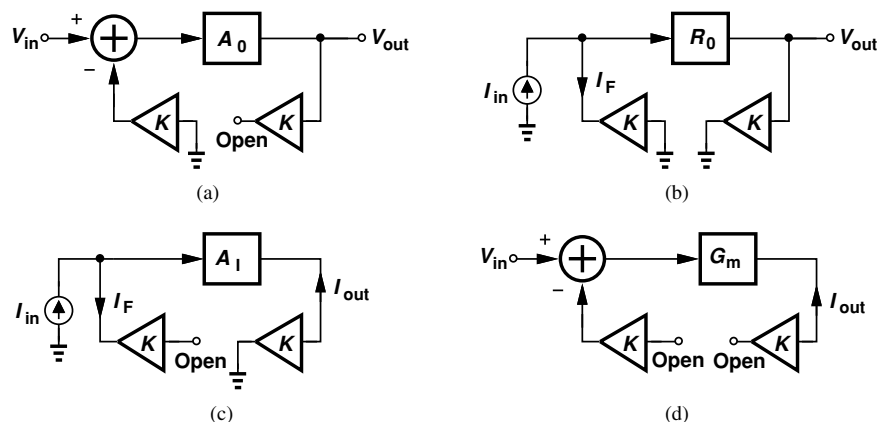 V_in + − A_0 V_out
K Open K
(a)
I_in I_F R_0 V_out
K K
(b)
I_in I_F A_I I_out
K Open K
(c)
V_in + − G_m I_out
K Open Open K
(d)